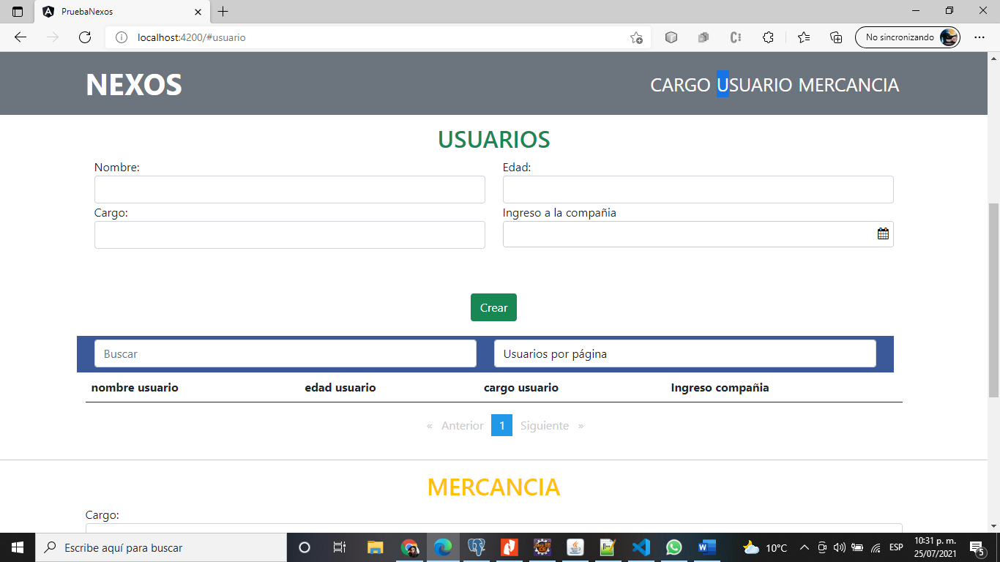 PruebaNexos
localhost:4200/#usuario
No sincronizando
NEXOS
CARGO USUARIO MERCANCIA
USUARIOS
Nombre:
Edad:
Cargo:
Ingreso a la compañia
Crear
Buscar
Usuarios por página
nombre usuario edad usuario cargo usuario Ingreso compañia
« Anterior 1 Siguiente »
MERCANCIA
Cargo:
Escribe aquí para buscar
10°C
ESP
10:31 p. m.
25/07/2021
5